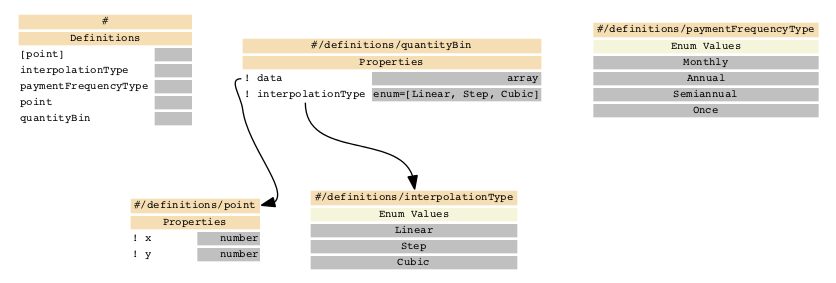 #
Definitions
[point]
interpolationType
paymentFrequencyType
point
quantityBin
#/definitions/quantityBin
Properties
! data array
! interpolationType enum=[Linear, Step, Cubic]
#/definitions/paymentFrequencyType
Enum Values
Monthly
Annual
Semiannual
Once
#/definitions/point
Properties
! x number
! y number
#/definitions/interpolationType
Enum Values
Linear
Step
Cubic